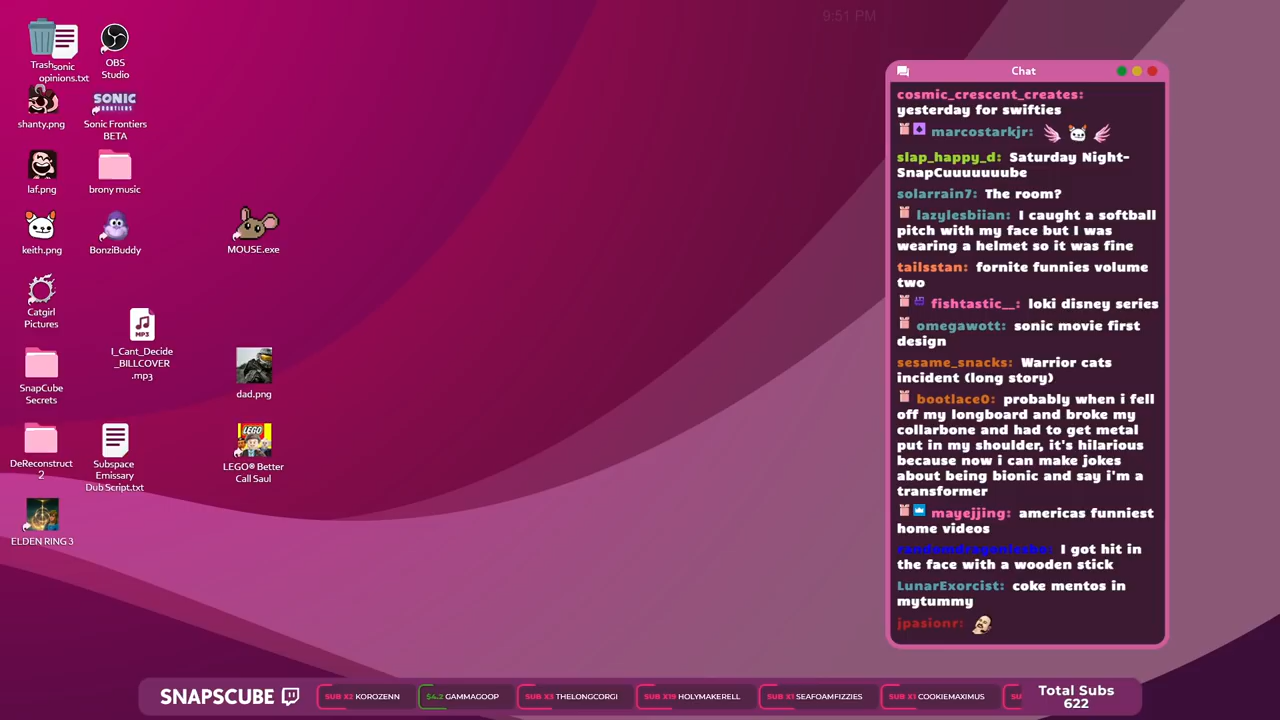 9:51 PM
Trash
sonic
opinions.txt
OBS
Studio
shanty.png
SONIC
FRONTIERS
Sonic Frontiers
BETA
laf.png
brony music
keith.png
BonziBuddy
MOUSE.exe
Catgirl
Pictures
MP3
I_Cant_Decide
_BILLCOVER
.mp3
SnapCube
Secrets
dad.png
DeReconstruct
2
Subspace
Emissary
Dub Script.txt
LEGO
LEGO® Better
Call Saul
ELDEN RING 3
Chat
cosmic_crescent_creates:
yesterday for swifties
marcostarkjr:
slap_happy_d: Saturday Night-
SnapCuuuuuuube
solarrain7: The room?
lazylesbiian: I caught a softball
pitch with my face but I was
wearing a helmet so it was fine
tailsstan: fornite funnies volume
two
fishtastic__: loki disney series
omegawott: sonic movie first
design
sesame_snacks: Warrior cats
incident (long story)
bootlace0: probably when i fell
off my longboard and broke my
collarbone and had to get metal
put in my shoulder, it's hilarious
because now i can make jokes
about being bionic and say i'm a
transformer
mayejjing: americas funniest
home videos
I got hit in
the face with a wooden stick
LunarExorcist: coke mentos in
mytummy
jpasionr:
SNAPSCUBE
SUB X2 KOROZENN
$4.2 GAMMAGOOP
SUB X3 THELONGCORGI
SUB X19 HOLYMAKERELL
SUB X1 SEAFOAMFIZZIES
SUB X1 COOKIEMAXIMUS
SU
Total Subs
622